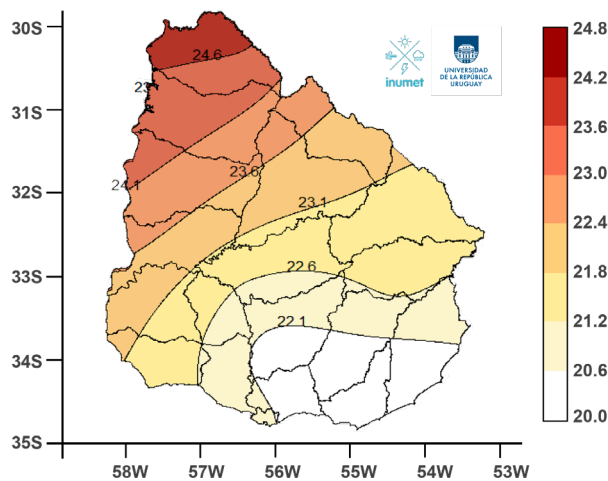 30S
31S
32S
33S
34S
35S
58W
57W
56W
55W
54W
53W
24.6
23.
24.1
23.6
23.1
22.6
22.1
inumet
UNIVERSIDAD
DE LA REPÚBLICA
URUGUAY
24.8
24.2
23.6
23.0
22.4
21.8
21.2
20.6
20.0